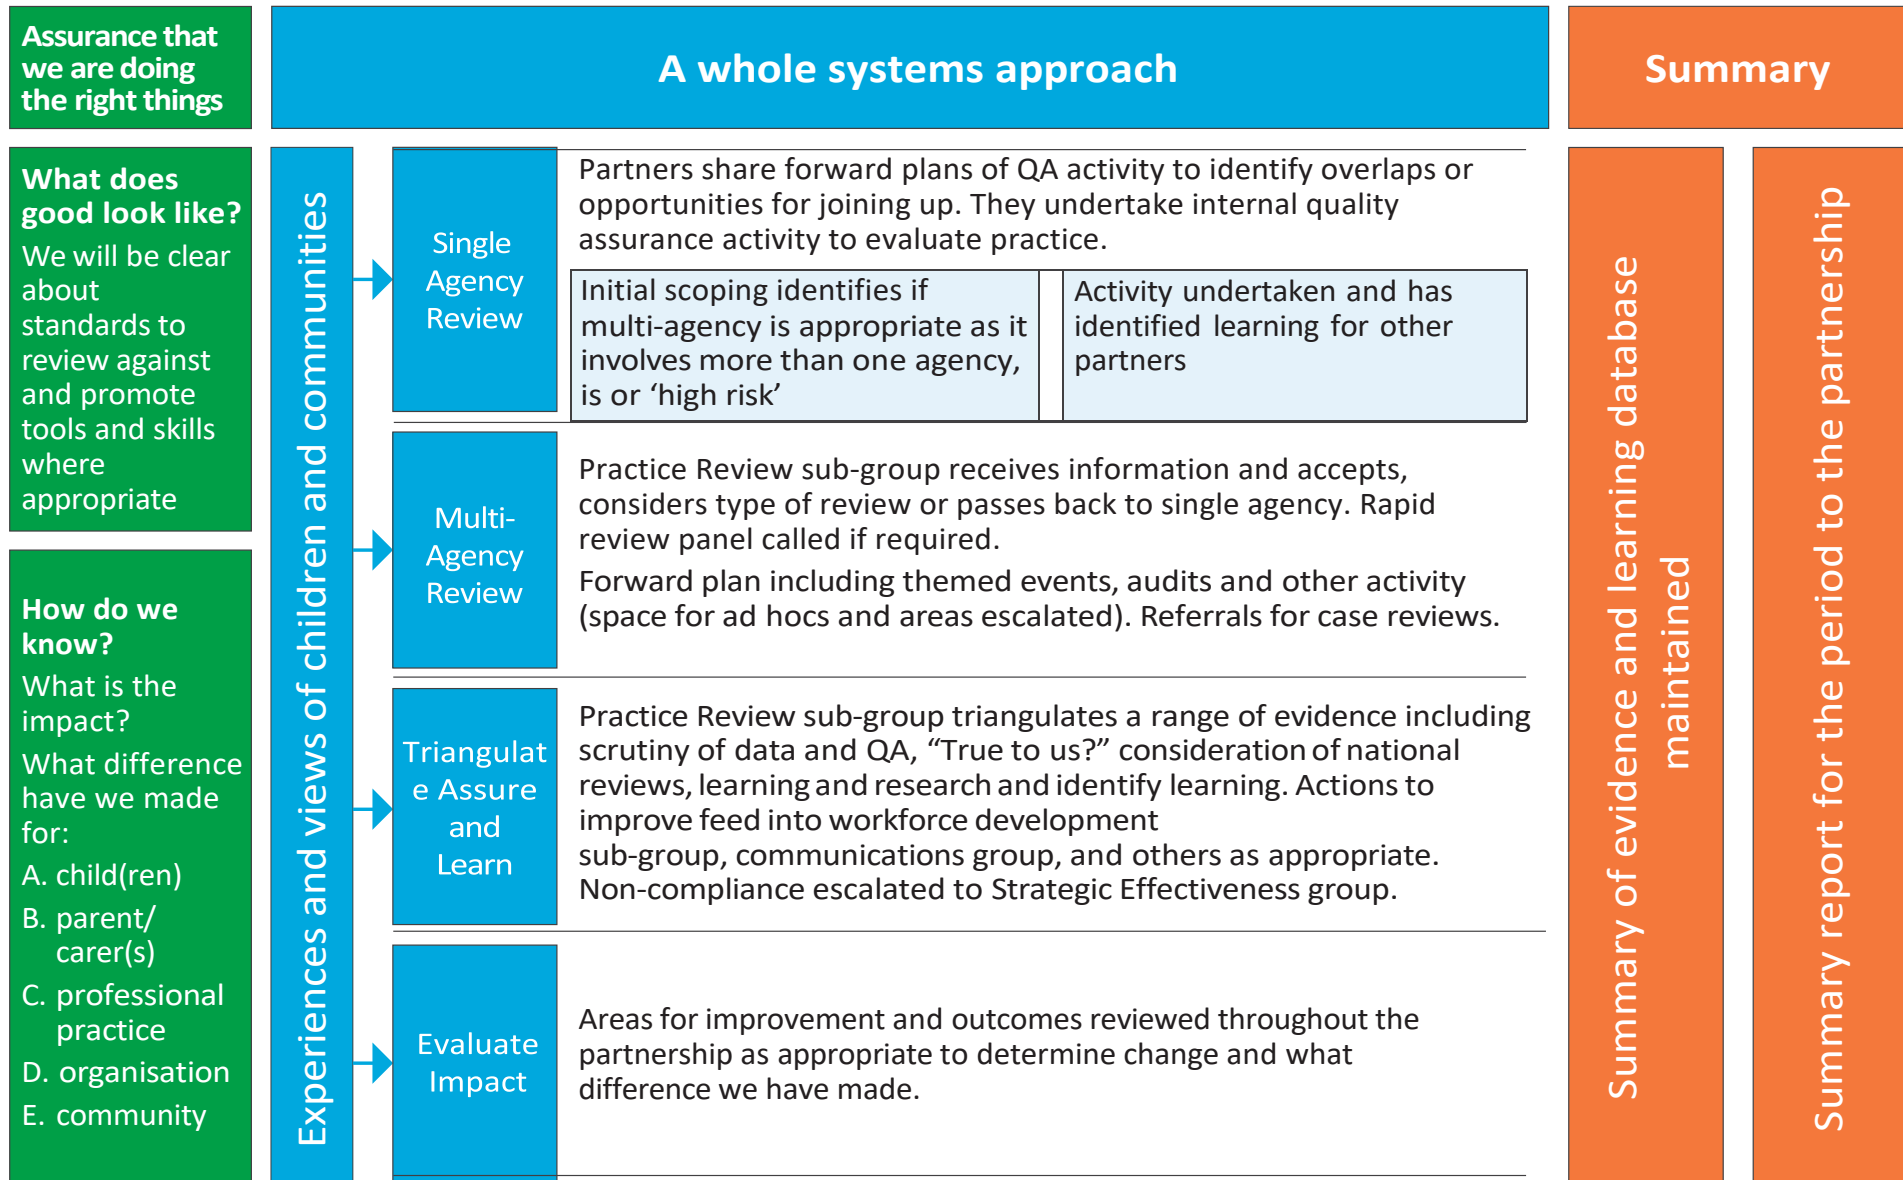 Assurance that
we are doing
the right things
A whole systems approach
Summary
What does
good look like?
We will be clear
about
standards to
review against
and promote
tools and skills
where
appropriate
How do we
know?
What is the
impact?
What difference
have we made
for:
A. child(ren)
B. parent/
carer(s)
C. professional
practice
D. organisation
E. community
Experiences and views of children and communities
Single
Agency
Review
Partners share forward plans of QA activity to identify overlaps or
opportunities for joining up. They undertake internal quality
assurance activity to evaluate practice.
Initial scoping identifies if
multi-agency is appropriate as it
involves more than one agency,
is or ‘high risk’
Activity undertaken and has
identified learning for other
partners
Multi-
Agency
Review
Practice Review sub-group receives information and accepts,
considers type of review or passes back to single agency. Rapid
review panel called if required.
Forward plan including themed events, audits and other activity
(space for ad hocs and areas escalated). Referrals for case reviews.
Triangulat
e Assure
and
Learn
Practice Review sub-group triangulates a range of evidence including
scrutiny of data and QA, “True to us?” consideration of national
reviews, learning and research and identify learning. Actions to
improve feed into workforce development
sub-group, communications group, and others as appropriate.
Non-compliance escalated to Strategic Effectiveness group.
Evaluate
Impact
Areas for improvement and outcomes reviewed throughout the
partnership as appropriate to determine change and what
difference we have made.
Summary of evidence and learning database
maintained
Summary report for the period to the partnership